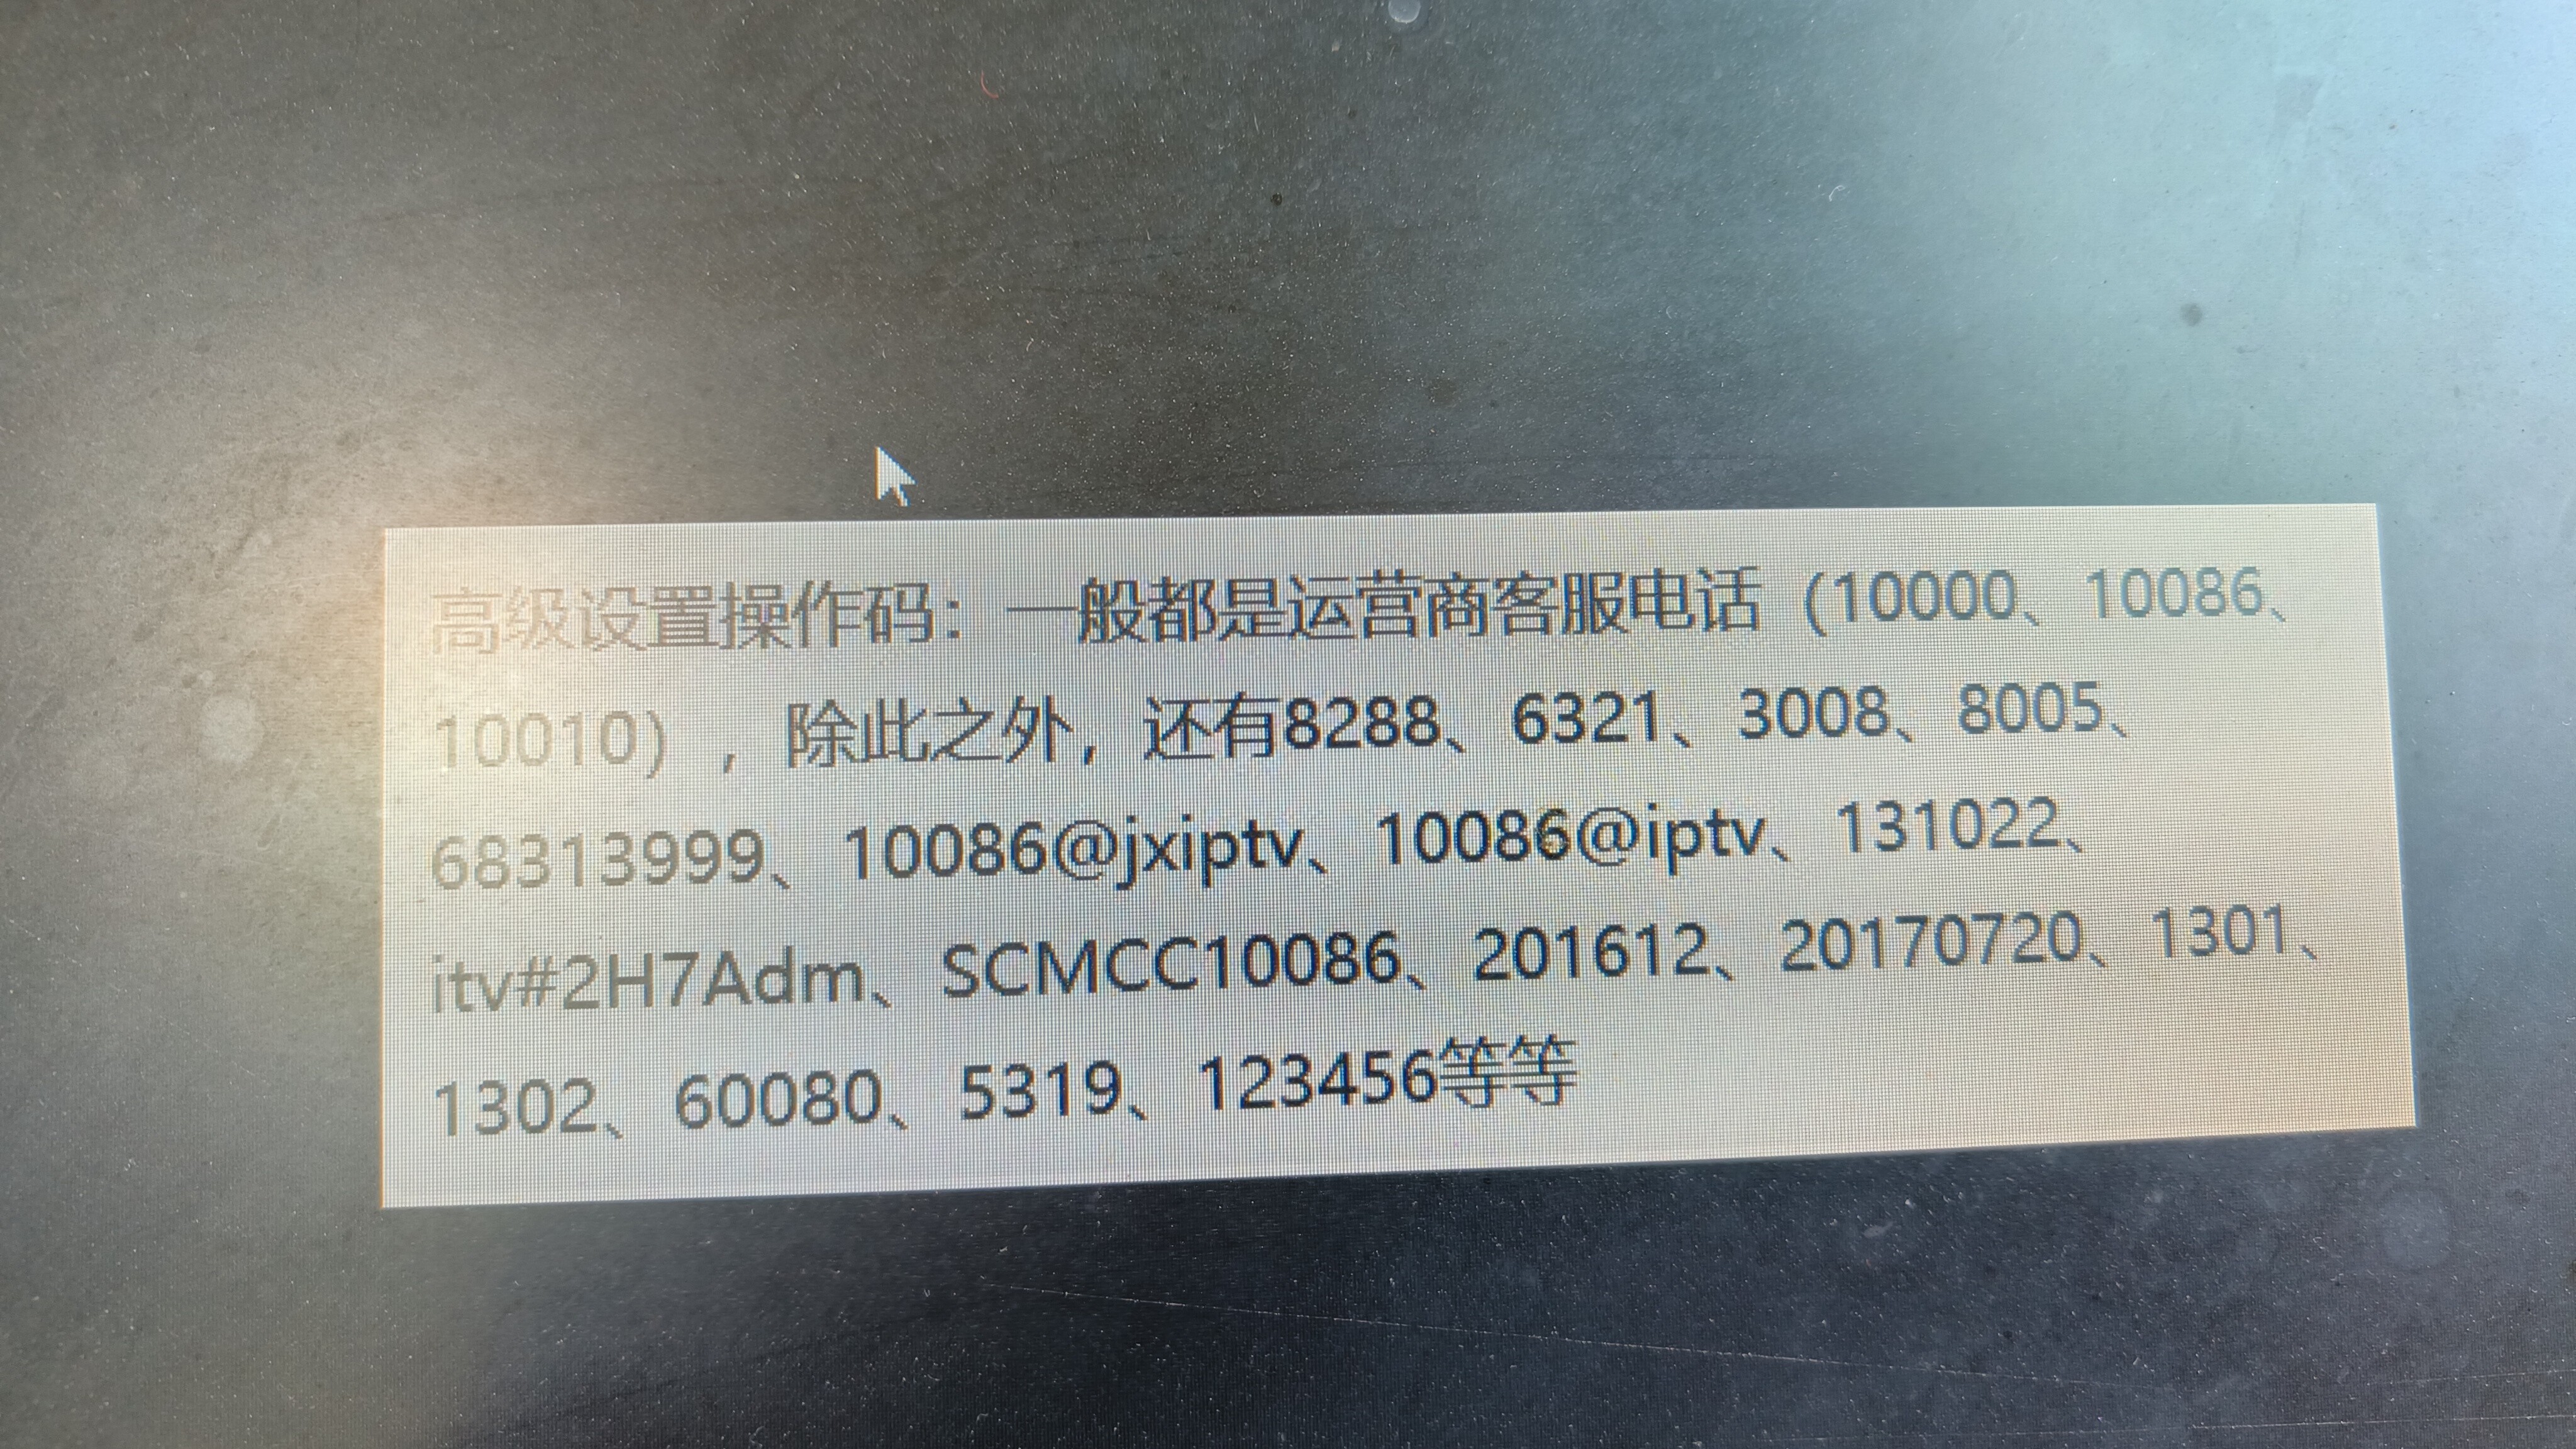 高级设置操作码：一般都是运营商客服电话（10000、10086、
10010），除此之外，还有8288、6321、3008、8005、
68313999、10086@jxiptv、10086@iptv、131022、
itv#2H7Adm、SCMCC10086、201612、20170720、1301、
1302、60080、5319、123456等等